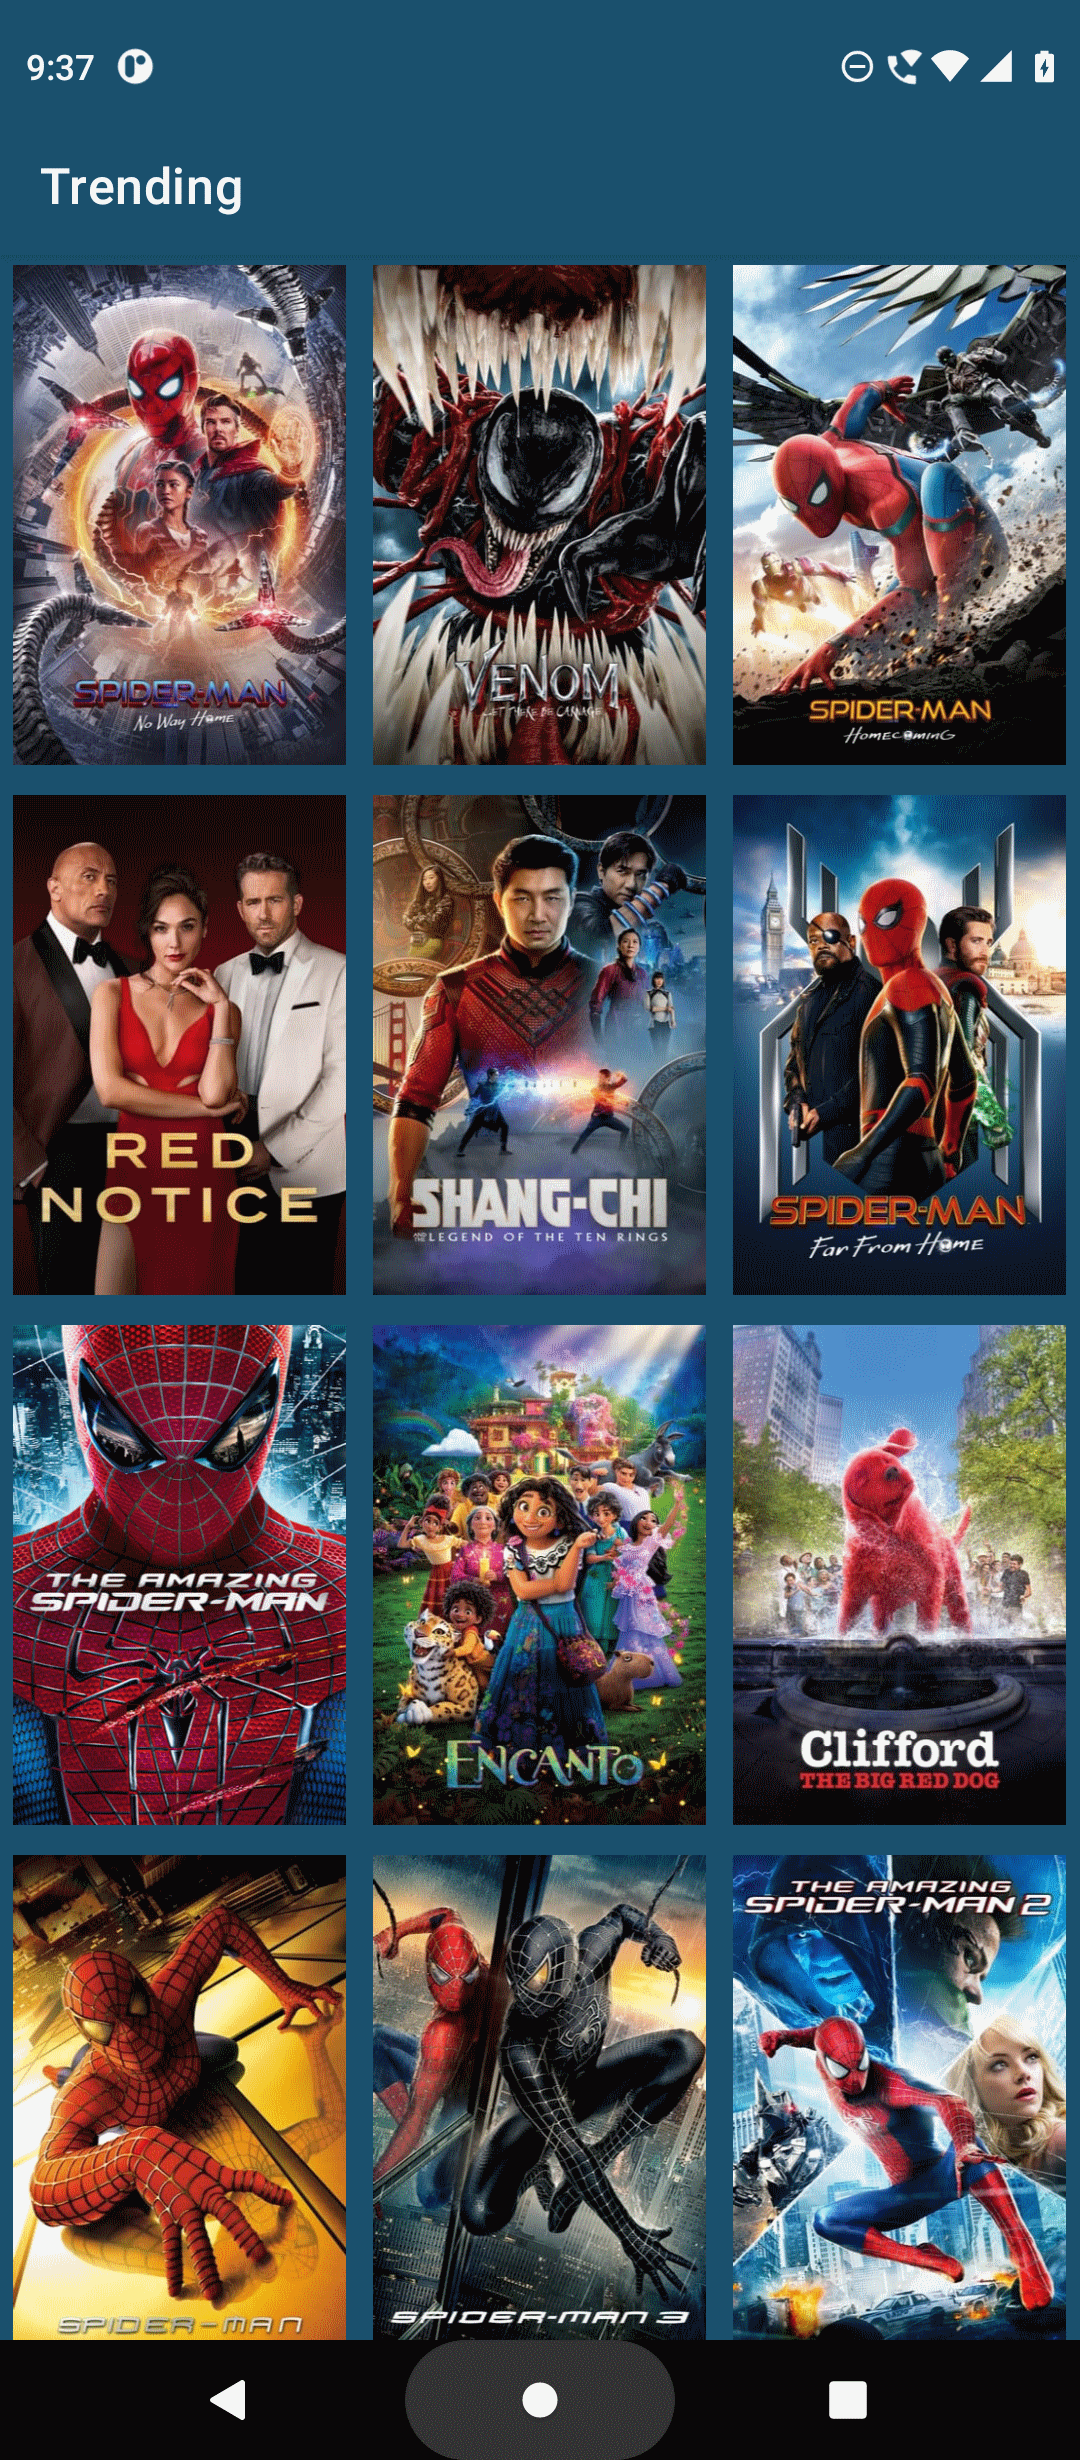 9:37
Trending
SPIDER-MAN
No Way Home
VENOM
LET THERE BE CARNAGE
SPIDER-MAN
HOMECOMING
RED
NOTICE
SHANG-CHI
AND THE LEGEND OF THE TEN RINGS
SPIDER-MAN
Far From HOME
THE AMAZING
SPIDER-MAN
ENCANTO
Clifford
THE BIG RED DOG
SPIDER-MAN
SPIDER-MAN 3
THE AMAZING
SPIDER-MAN 2